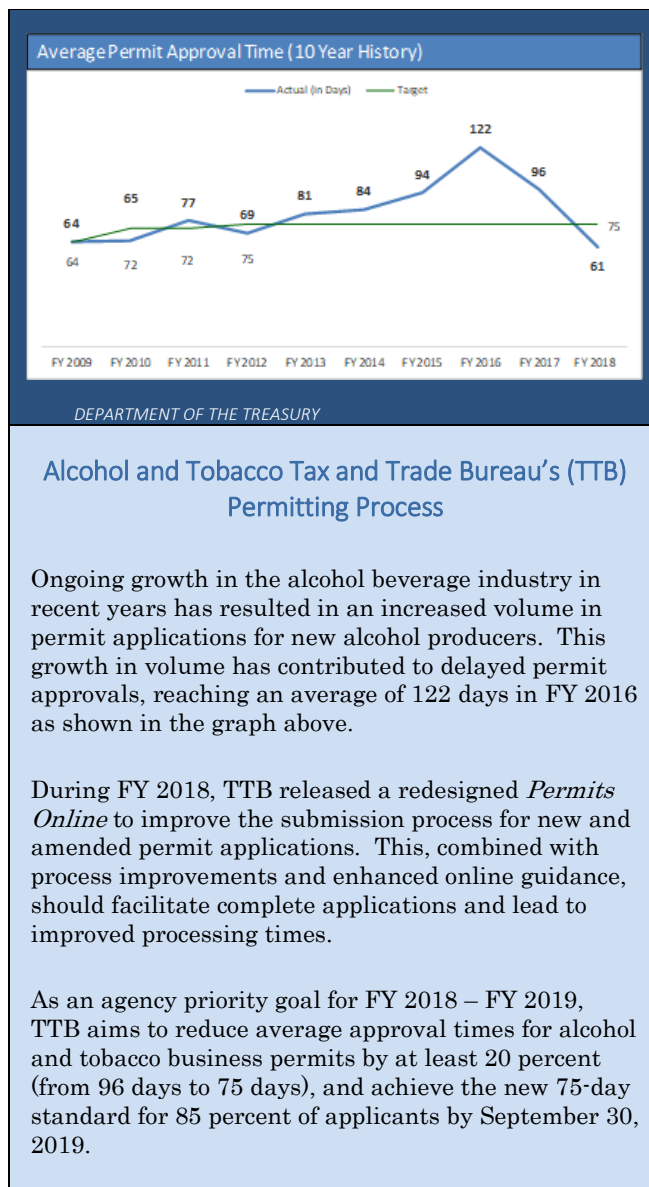 Average Permit Approval Time (10 Year History)
Actual (in Days) Target
122
96
94
84
81
77
65
69
64
75
64
72
72
75
61
FY 2009 FY 2010 FY 2011 FY 2012 FY 2013 FY 2014 FY 2015 FY 2016 FY 2017 FY 2018
DEPARTMENT OF THE TREASURY
Alcohol and Tobacco Tax and Trade Bureau’s (TTB)
Permitting Process
Ongoing growth in the alcohol beverage industry in
recent years has resulted in an increased volume in
permit applications for new alcohol producers.  This
growth in volume has contributed to delayed permit
approvals, reaching an average of 122 days in FY 2016
as shown in the graph above.
During FY 2018, TTB released a redesigned Permits
Online to improve the submission process for new and
amended permit applications.  This, combined with
process improvements and enhanced online guidance,
should facilitate complete applications and lead to
improved processing times.
As an agency priority goal for FY 2018 – FY 2019,
TTB aims to reduce average approval times for alcohol
and tobacco business permits by at least 20 percent
(from 96 days to 75 days), and achieve the new 75-day
standard for 85 percent of applicants by September 30,
2019.